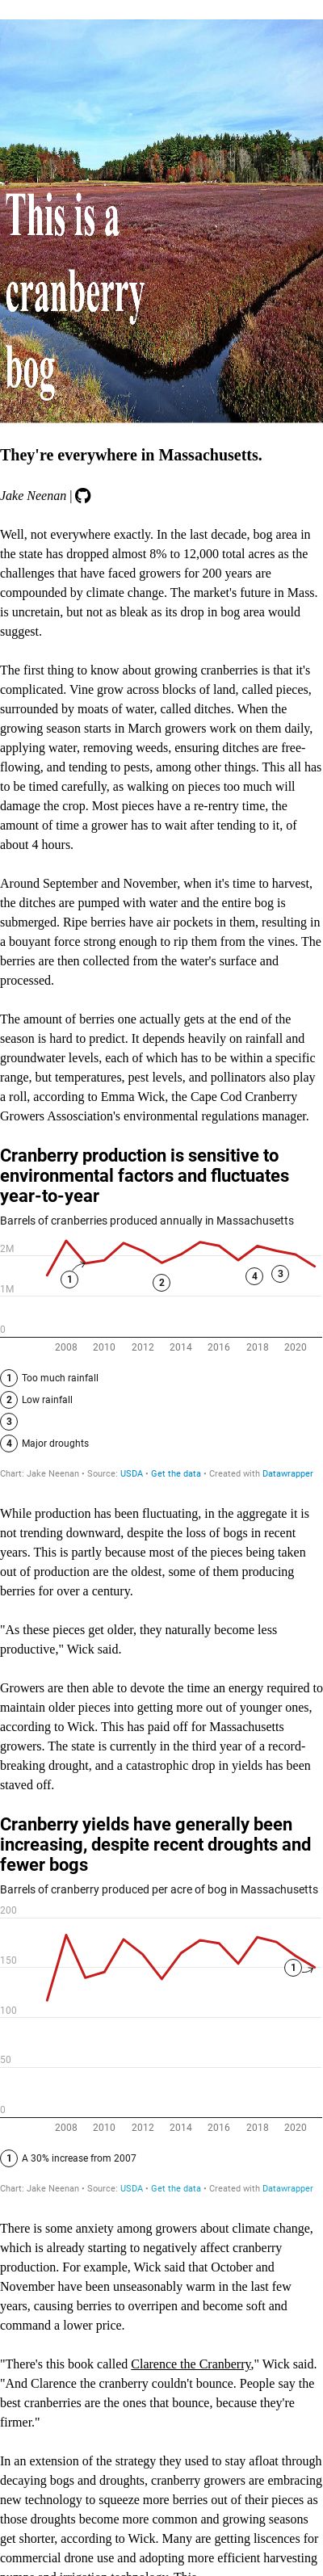 This is a
cranberry
bog
They're everywhere in Massachusetts.
Jake Neenan |
Well, not everywhere exactly. In the last decade, bog area in
the state has dropped almost 8% to 12,000 total acres as the
challenges that have faced growers for 200 years are
compounded by climate change. The market's future in Mass.
is uncretain, but not as bleak as its drop in bog area would
suggest.
The first thing to know about growing cranberries is that it's
complicated. Vine grow across blocks of land, called pieces,
surrounded by moats of water, called ditches. When the
growing season starts in March growers work on them daily,
applying water, removing weeds, ensuring ditches are free-
flowing, and tending to pests, among other things. This all has
to be timed carefully, as walking on pieces too much will
damage the crop. Most pieces have a re-rentry time, the
amount of time a grower has to wait after tending to it, of
about 4 hours.
Around September and November, when it's time to harvest,
the ditches are pumped with water and the entire bog is
submerged. Ripe berries have air pockets in them, resulting in
a bouyant force strong enough to rip them from the vines. The
berries are then collected from the water's surface and
processed.
The amount of berries one actually gets at the end of the
season is hard to predict. It depends heavily on rainfall and
groundwater levels, each of which has to be within a specific
range, but temperatures, pest levels, and pollinators also play
a roll, according to Emma Wick, the Cape Cod Cranberry
Growers Assosciation's environmental regulations manager.
Cranberry production is sensitive to
environmental factors and fluctuates
year-to-year
Barrels of cranberries produced annually in Massachusetts
2M
1 2 4 3
1M
0
2008 2010 2012 2014 2016 2018 2020
1 Too much rainfall
2 Low rainfall
3
4 Major droughts
Chart: Jake Neenan • Source: USDA • Get the data • Created with Datawrapper
While production has been fluctuating, in the aggregate it is
not trending downward, despite the loss of bogs in recent
years. This is partly because most of the pieces being taken
out of production are the oldest, some of them producing
berries for over a century.
"As these pieces get older, they naturally become less
productive," Wick said.
Growers are then able to devote the time an energy required to
maintain older pieces into getting more out of younger ones,
according to Wick. This has paid off for Massachusetts
growers. The state is currently in the third year of a record-
breaking drought, and a catastrophic drop in yields has been
staved off.
Cranberry yields have generally been
increasing, despite recent droughts and
fewer bogs
Barrels of cranberry produced per acre of bog in Massachusetts
200
150
1
100
50
0
2008 2010 2012 2014 2016 2018 2020
1 A 30% increase from 2007
Chart: Jake Neenan • Source: USDA • Get the data • Created with Datawrapper
There is some anxiety among growers about climate change,
which is already starting to negatively affect cranberry
production. For example, Wick said that October and
November have been unseasonably warm in the last few
years, causing berries to overripen and become soft and
command a lower price.
"There's this book called Clarence the Cranberry," Wick said.
"And Clarence the cranberry couldn't bounce. People say the
best cranberries are the ones that bounce, because they're
firmer."
In an extension of the strategy they used to stay afloat through
decaying bogs and droughts, cranberry growers are embracing
new technology to squeeze more berries out of their pieces as
those droughts become more common and growing seasons
get shorter, according to Wick. Many are getting liscences for
commercial drone use and adopting more efficient harvesting